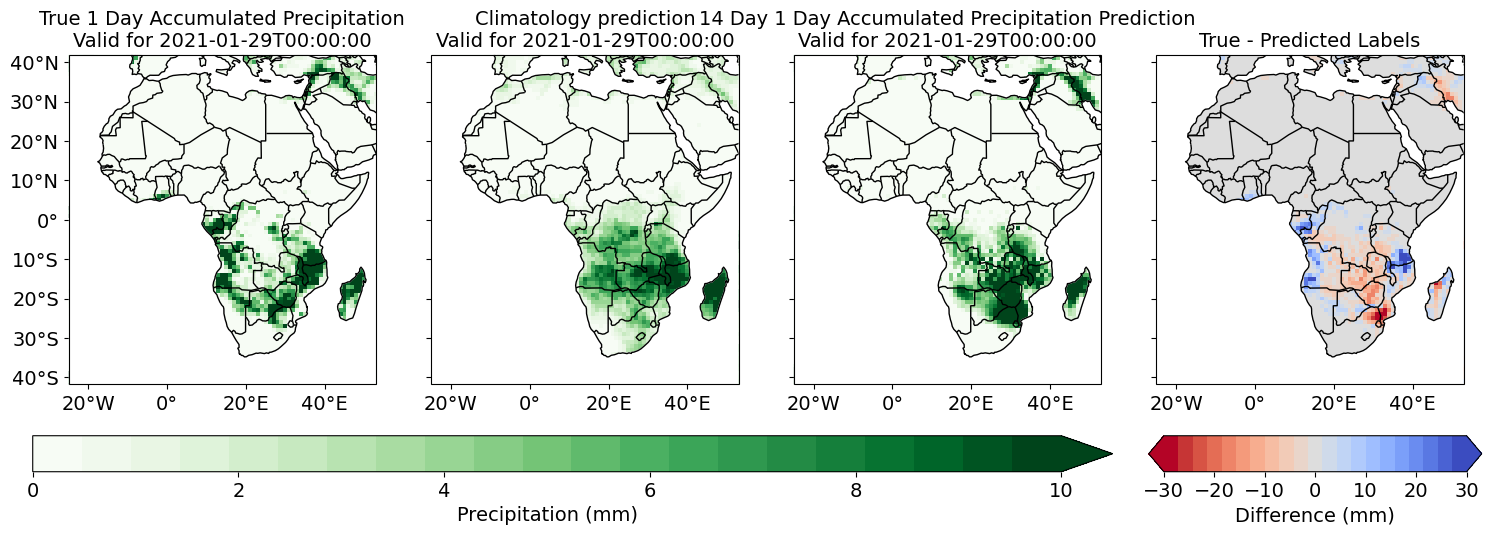 True 1 Day Accumulated Precipitation
Valid for 2021-01-29T00:00:00
Climatology prediction
Valid for 2021-01-29T00:00:00
14 Day 1 Day Accumulated Precipitation Prediction
Valid for 2021-01-29T00:00:00
True - Predicted Labels
40°N
30°N
20°N
10°N
0°
10°S
20°S
30°S
40°S
20°W 0° 20°E 40°E
20°W 0° 20°E 40°E
20°W 0° 20°E 40°E
20°W 0° 20°E 40°E
0 2 4 6 8 10
Precipitation (mm)
−30 −20 −10 0 10 20 30
Difference (mm)